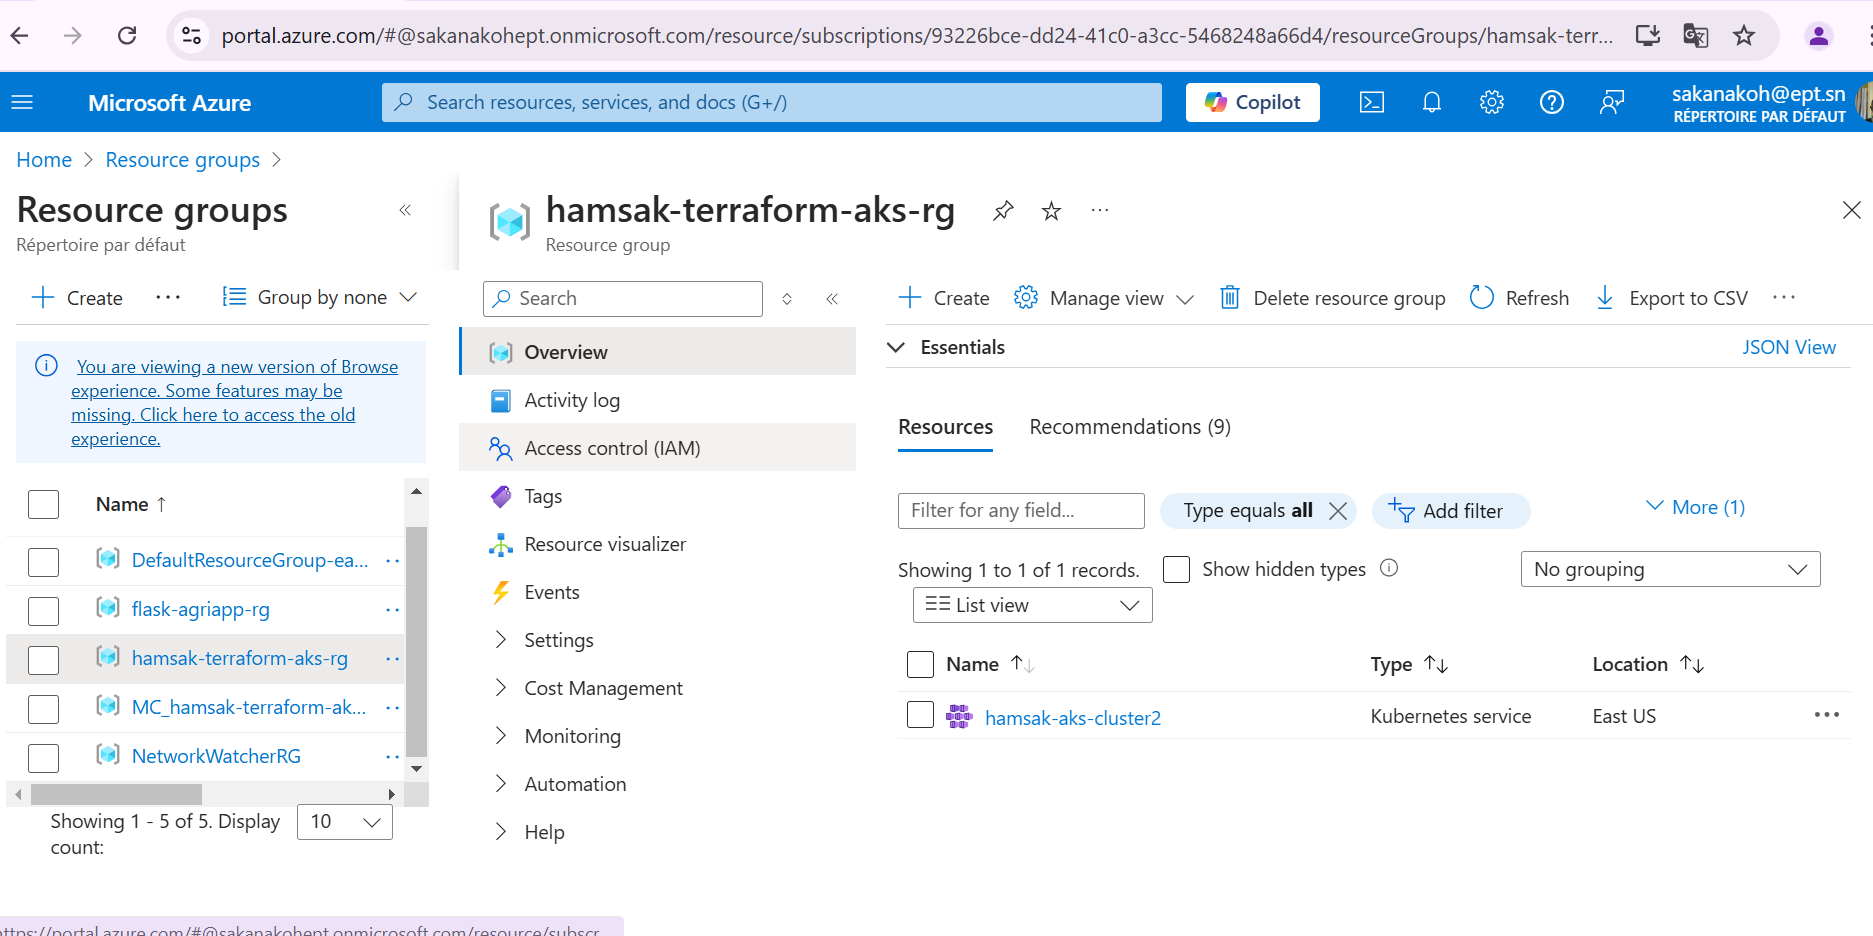 portal.azure.com/#@sakanakohept.onmicrosoft.com/resource/subscriptions/93226bce-dd24-41c0-a3cc-5468248a66d4/resourceGroups/hamsak-terr...
Microsoft Azure
Search resources, services, and docs (G+/)
Copilot
sakanakoh@ept.sn
RÉPERTOIRE PAR DÉFAUT
Home > Resource groups >
Resource groups
Répertoire par défaut
Create
Group by none
You are viewing a new version of Browse
experience. Some features may be
missing. Click here to access the old
experience.
Name ↑
DefaultResourceGroup-ea...
flask-agriapp-rg
hamsak-terraform-aks-rg
MC_hamsak-terraform-ak...
NetworkWatcherRG
Showing 1 - 5 of 5. Display
count:
10
hamsak-terraform-aks-rg
Resource group
Search
Overview
Activity log
Access control (IAM)
Tags
Resource visualizer
Events
Settings
Cost Management
Monitoring
Automation
Help
Create
Manage view
Delete resource group
Refresh
Export to CSV
Essentials
JSON View
Resources
Recommendations (9)
Filter for any field...
Type equals all
Add filter
More (1)
Showing 1 to 1 of 1 records.
Show hidden types
No grouping
List view
Name ↑↓
Type ↑↓
Location ↑↓
hamsak-aks-cluster2
Kubernetes service
East US
https://portal.azure.com/#@sakanakohept.onmicrosoft.com/resource/subscr...